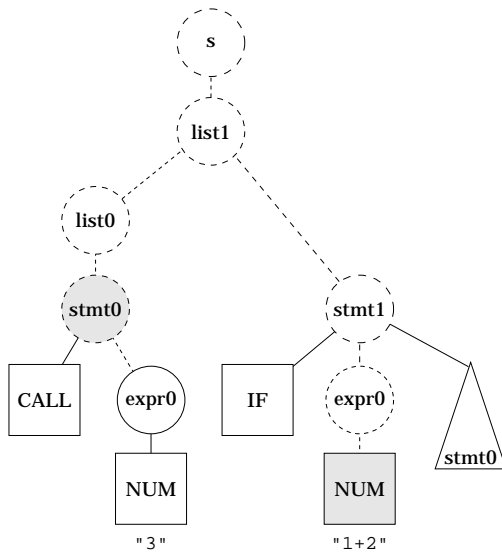 s
list1
list0
stmt0
stmt1
CALL
expr0
IF
expr0
stmt0
NUM
NUM
"3"
"1+2"